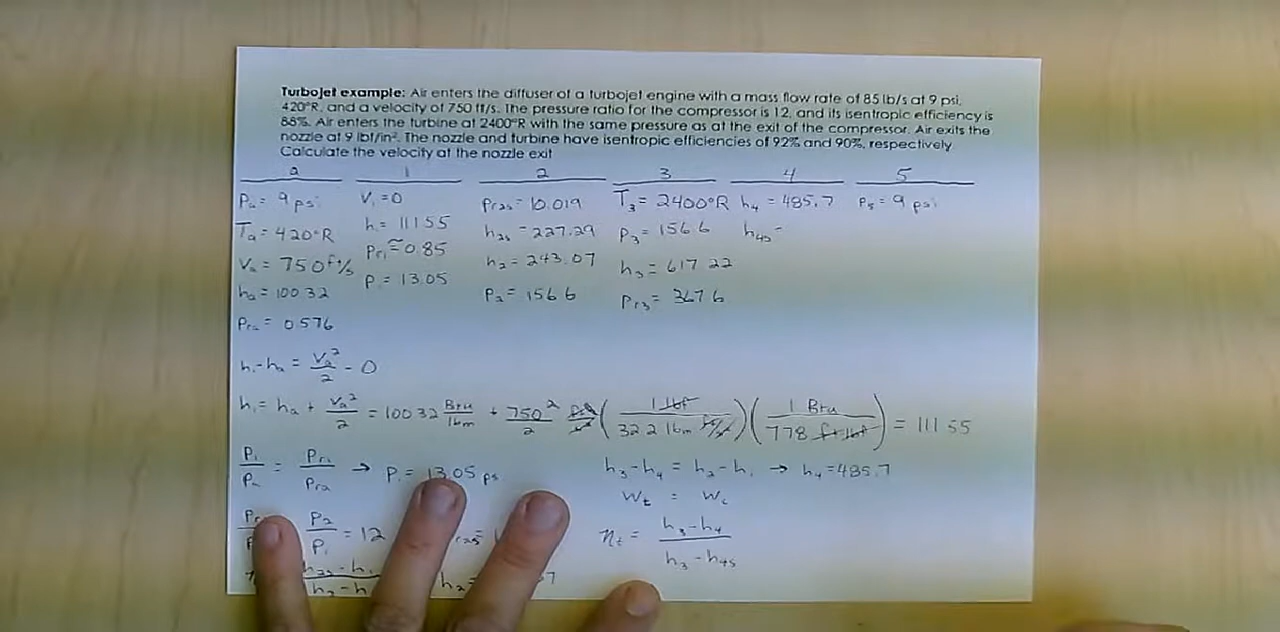 Turbojet example: Air enters the diffuser of a turbojet engine with a mass flow rate of 85 lb/s at 9 psi,
420°R, and a velocity of 750 ft/s. The pressure ratio for the compressor is 12, and its isentropic efficiency is
88%. Air enters the turbine at 2400°R with the same pressure as at the exit of the compressor. Air exits the
nozzle at 9 lbf/in². The nozzle and turbine have isentropic efficiencies of 92% and 90%, respectively
Calculate the velocity at the nozzle exit
a 1 2 3 4 5
Pa = 9 psi V1 = 0 Pr2s = 10.019 T3 = 2400°R h4 = 485.7 P5 = 9 psi
Ta = 420°R h1 = 111.55 h2s = 227.29 P3 = 156.6 h4s =
Va = 750 ft/s Pr1 ≈ 0.85 h2 = 243.07 h3 = 617.22
ha = 100.32 P1 = 13.05 P2 = 156.6 Pr3 = 367.6
Pra = 0.576
h1 - ha = Va²/2 - 0
h1 = ha + Va²/2 = 100.32 Btu/lbm + 750²/2 (1 lbf / 32.2 lbm ft/s²)(1 Btu / 778 ft·lbf) = 111.55
P1/Pa = Pr1/Pra → P1 = 13.05 psi
h3 - h4 = h2 - h1 → h4 = 485.7
Wt = Wc
P2/P1 = 12
ηt = (h3 - h4)/(h3 - h4s)
h2s - h1
h2 - h